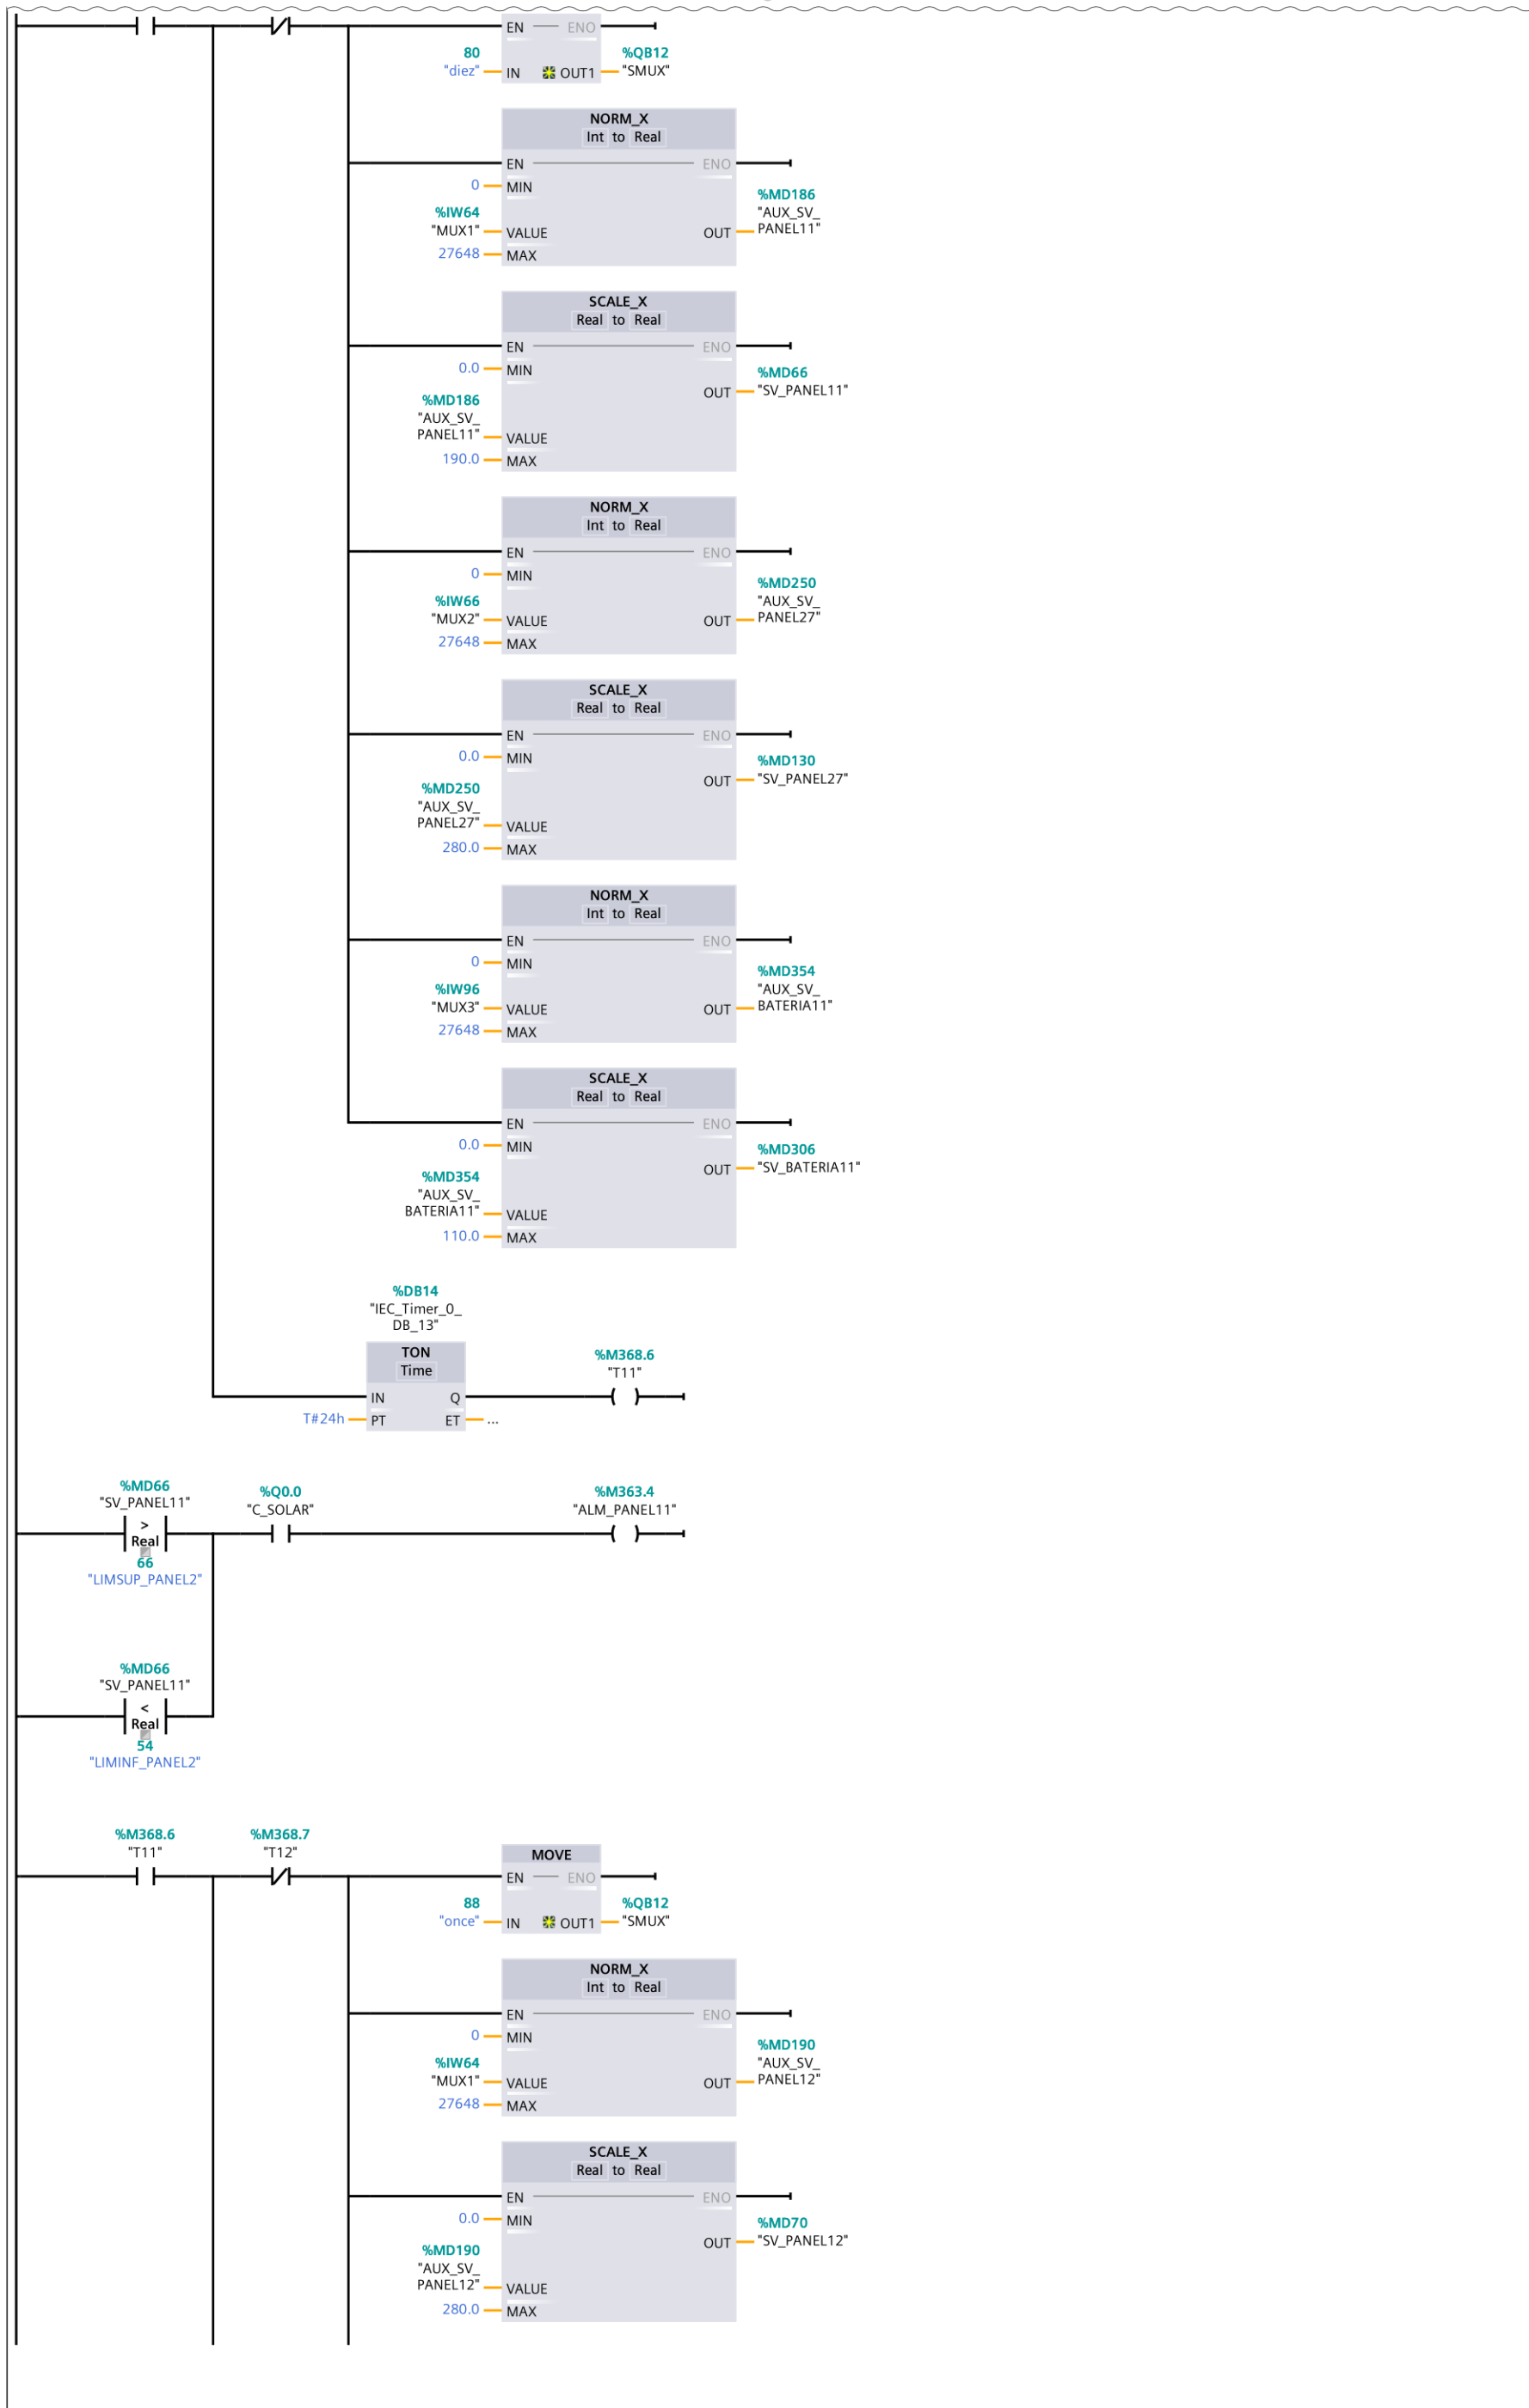 EN ENO
80
"diez" IN OUT1
%QB12
"SMUX"
NORM_X
Int to Real
EN ENO
0 MIN
%IW64
"MUX1" VALUE
27648 MAX
OUT
%MD186
"AUX_SV_
PANEL11"
SCALE_X
Real to Real
EN ENO
0.0 MIN
%MD186
"AUX_SV_
PANEL11" VALUE
190.0 MAX
OUT
%MD66
"SV_PANEL11"
NORM_X
Int to Real
EN ENO
0 MIN
%IW66
"MUX2" VALUE
27648 MAX
OUT
%MD250
"AUX_SV_
PANEL27"
SCALE_X
Real to Real
EN ENO
0.0 MIN
%MD250
"AUX_SV_
PANEL27" VALUE
280.0 MAX
OUT
%MD130
"SV_PANEL27"
NORM_X
Int to Real
EN ENO
0 MIN
%IW96
"MUX3" VALUE
27648 MAX
OUT
%MD354
"AUX_SV_
BATERIA11"
SCALE_X
Real to Real
EN ENO
0.0 MIN
%MD354
"AUX_SV_
BATERIA11" VALUE
110.0 MAX
OUT
%MD306
"SV_BATERIA11"
%DB14
"IEC_Timer_0_
DB_13"
TON
Time
IN Q
T#24h PT ET ...
%M368.6
"T11"
%MD66
"SV_PANEL11"
>
Real
66
"LIMSUP_PANEL2"
%Q0.0
"C_SOLAR"
%M363.4
"ALM_PANEL11"
%MD66
"SV_PANEL11"
<
Real
54
"LIMINF_PANEL2"
%M368.6
"T11"
%M368.7
"T12"
MOVE
EN ENO
88
"once" IN OUT1
%QB12
"SMUX"
NORM_X
Int to Real
EN ENO
0 MIN
%IW64
"MUX1" VALUE
27648 MAX
OUT
%MD190
"AUX_SV_
PANEL12"
SCALE_X
Real to Real
EN ENO
0.0 MIN
%MD190
"AUX_SV_
PANEL12" VALUE
280.0 MAX
OUT
%MD70
"SV_PANEL12"